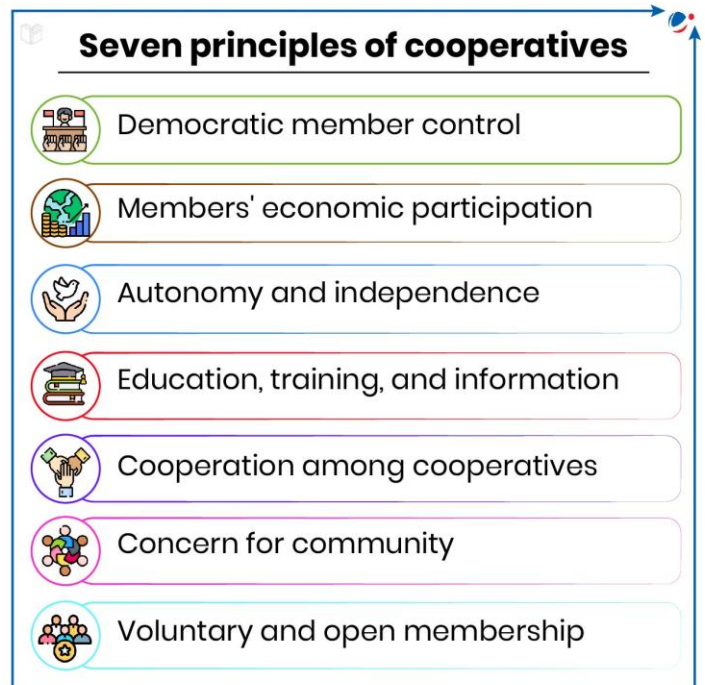 Seven principles of cooperatives
Democratic member control
Members' economic participation
Autonomy and independence
Education, training, and information
Cooperation among cooperatives
Concern for community
Voluntary and open membership